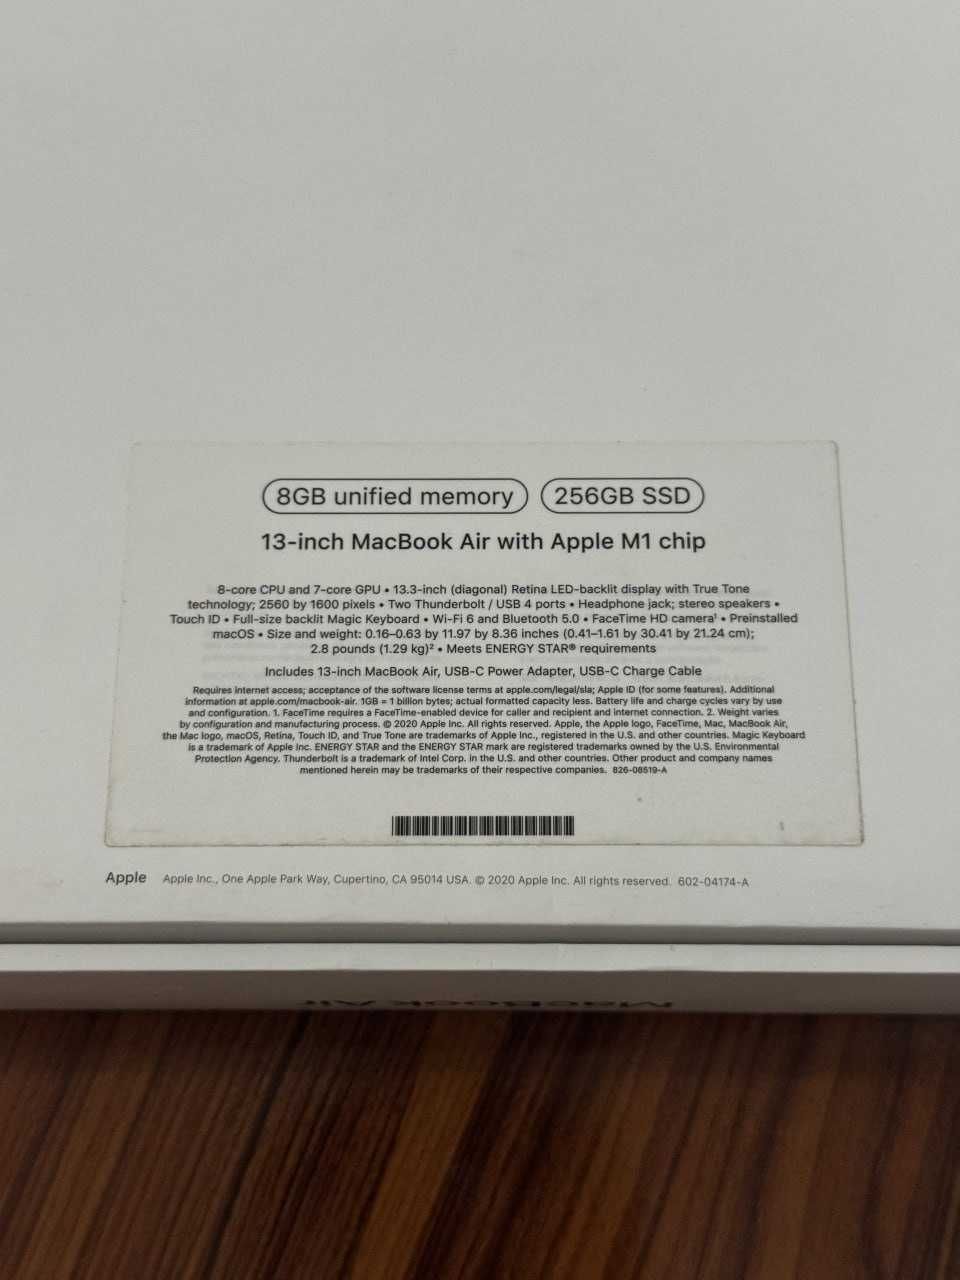 8GB unified memory 256GB SSD
13-inch MacBook Air with Apple M1 chip
8-core CPU and 7-core GPU • 13.3-inch (diagonal) Retina LED-backlit display with True Tone
technology; 2560 by 1600 pixels • Two Thunderbolt / USB 4 ports • Headphone jack; stereo speakers •
Touch ID • Full-size backlit Magic Keyboard • Wi-Fi 6 and Bluetooth 5.0 • FaceTime HD camera¹ • Preinstalled
macOS • Size and weight: 0.16–0.63 by 11.97 by 8.36 inches (0.41–1.61 by 30.41 by 21.24 cm);
2.8 pounds (1.29 kg)² • Meets ENERGY STAR® requirements
Includes 13-inch MacBook Air, USB-C Power Adapter, USB-C Charge Cable
Requires internet access; acceptance of the software license terms at apple.com/legal/sla; Apple ID (for some features). Additional
information at apple.com/macbook-air. 1GB = 1 billion bytes; actual formatted capacity less. Battery life and charge cycles vary by use
and configuration. 1. FaceTime requires a FaceTime-enabled device for caller and recipient and internet connection. 2. Weight varies
by configuration and manufacturing process. © 2020 Apple Inc. All rights reserved. Apple, the Apple logo, FaceTime, Mac, MacBook Air,
the Mac logo, macOS, Retina, Touch ID, and True Tone are trademarks of Apple Inc., registered in the U.S. and other countries. Magic Keyboard
is a trademark of Apple Inc. ENERGY STAR and the ENERGY STAR mark are registered trademarks owned by the U.S. Environmental
Protection Agency. Thunderbolt is a trademark of Intel Corp. in the U.S. and other countries. Other product and company names
mentioned herein may be trademarks of their respective companies. 826-08519-A
Apple Apple Inc., One Apple Park Way, Cupertino, CA 95014 USA. © 2020 Apple Inc. All rights reserved. 602-04174-A
MacBook Air